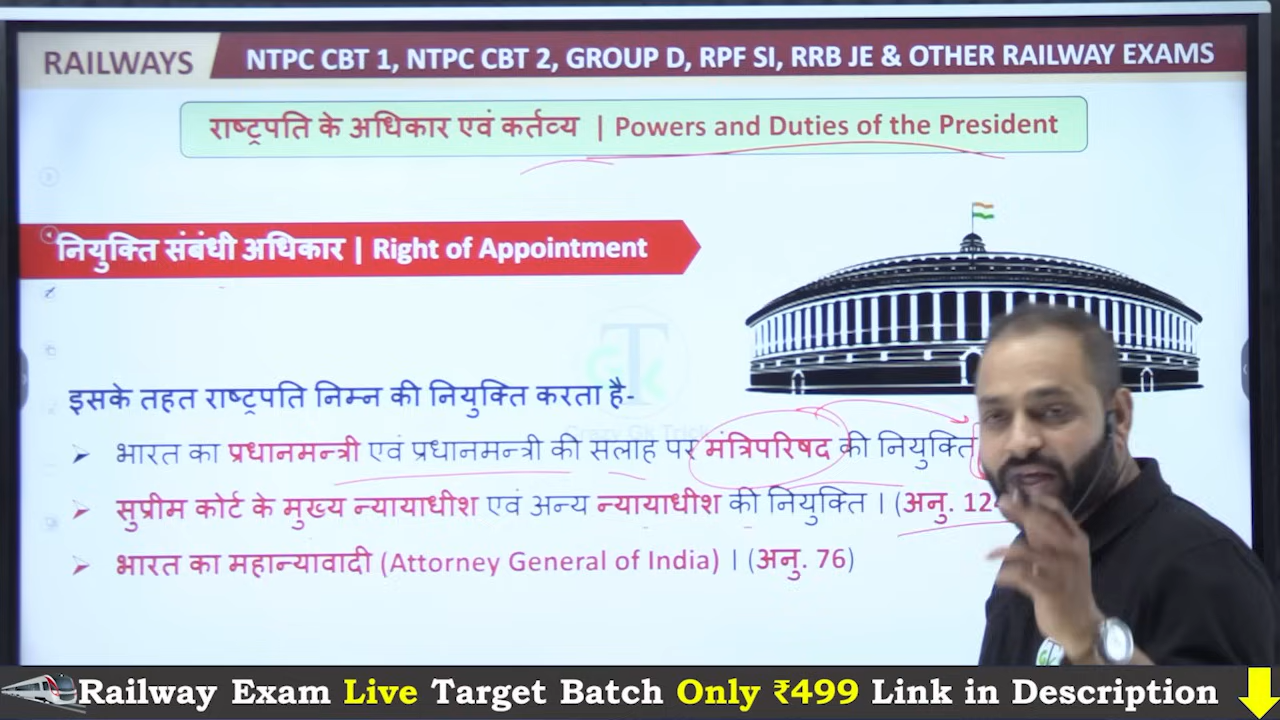 RAILWAYS
NTPC CBT 1, NTPC CBT 2, GROUP D, RPF SI, RRB JE & OTHER RAILWAY EXAMS
राष्ट्रपति के अधिकार एवं कर्तव्य | Powers and Duties of the President
नियुक्ति संबंधी अधिकार | Right of Appointment
इसके तहत राष्ट्रपति निम्न की नियुक्ति करता है-
➢ भारत का प्रधानमन्त्री एवं प्रधानमन्त्री की सलाह पर मंत्रिपरिषद की नियुक्ति
➢ सुप्रीम कोर्ट के मुख्य न्यायाधीश एवं अन्य न्यायाधीश की नियुक्ति । (अनु. 12
➢ भारत का महान्यावादी (Attorney General of India) । (अनु. 76)
Railway Exam Live Target Batch Only ₹499 Link in Description